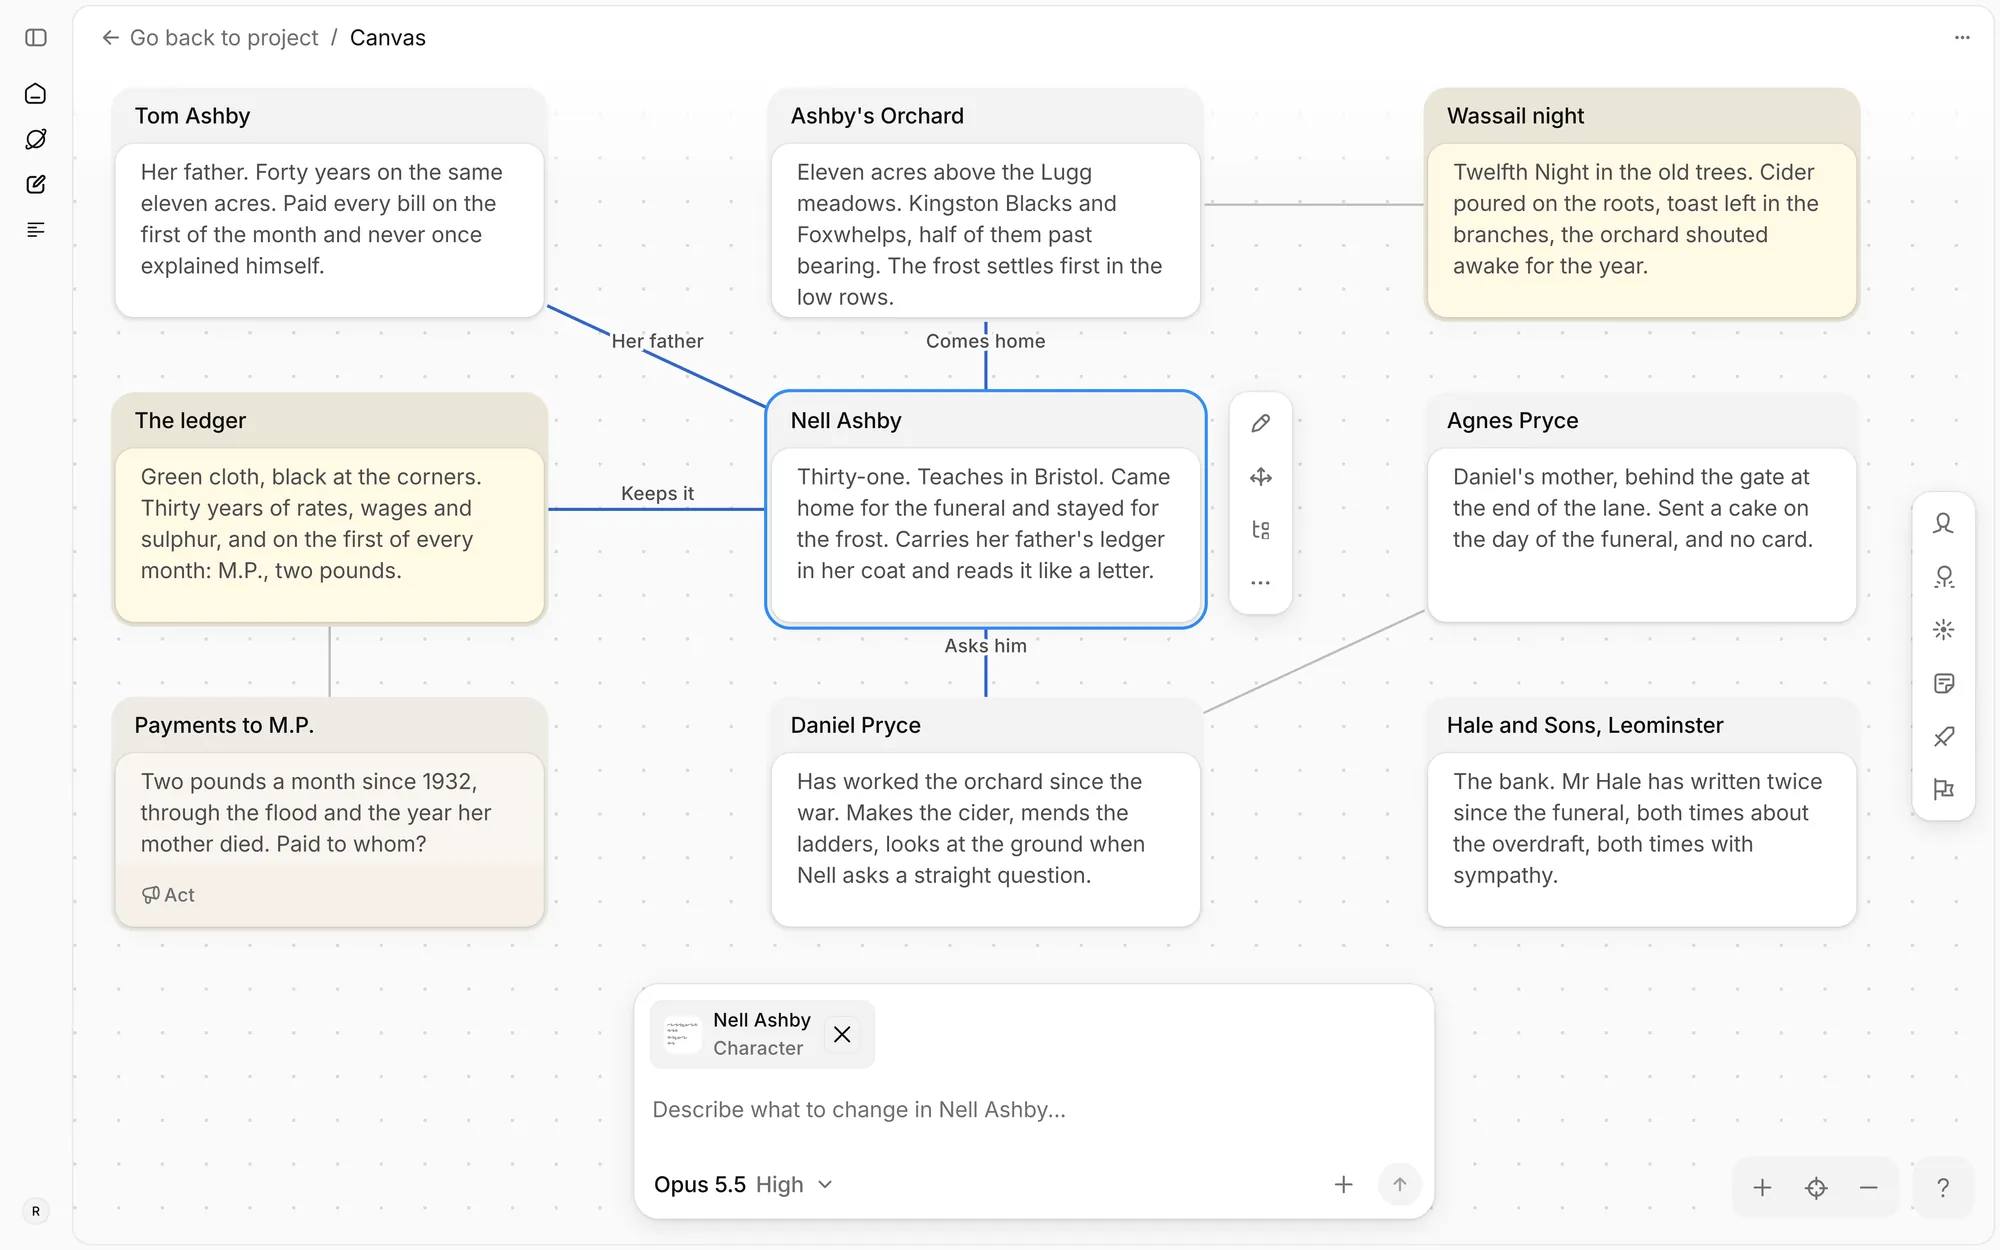 Go back to project / Canvas
Tom Ashby
Her father. Forty years on the same
eleven acres. Paid every bill on the
first of the month and never once
explained himself.
Ashby's Orchard
Eleven acres above the Lugg
meadows. Kingston Blacks and
Foxwhelps, half of them past
bearing. The frost settles first in the
low rows.
Wassail night
Twelfth Night in the old trees. Cider
poured on the roots, toast left in the
branches, the orchard shouted
awake for the year.
Her father
Comes home
The ledger
Green cloth, black at the corners.
Thirty years of rates, wages and
sulphur, and on the first of every
month: M.P., two pounds.
Keeps it
Nell Ashby
Thirty-one. Teaches in Bristol. Came
home for the funeral and stayed for
the frost. Carries her father's ledger
in her coat and reads it like a letter.
Agnes Pryce
Daniel's mother, behind the gate at
the end of the lane. Sent a cake on
the day of the funeral, and no card.
Asks him
Payments to M.P.
Two pounds a month since 1932,
through the flood and the year her
mother died. Paid to whom?
Act
Daniel Pryce
Has worked the orchard since the
war. Makes the cider, mends the
ladders, looks at the ground when
Nell asks a straight question.
Hale and Sons, Leominster
The bank. Mr Hale has written twice
since the funeral, both times about
the overdraft, both times with
sympathy.
Nell Ashby
Character
Describe what to change in Nell Ashby...
Opus 5.5 High
R
?